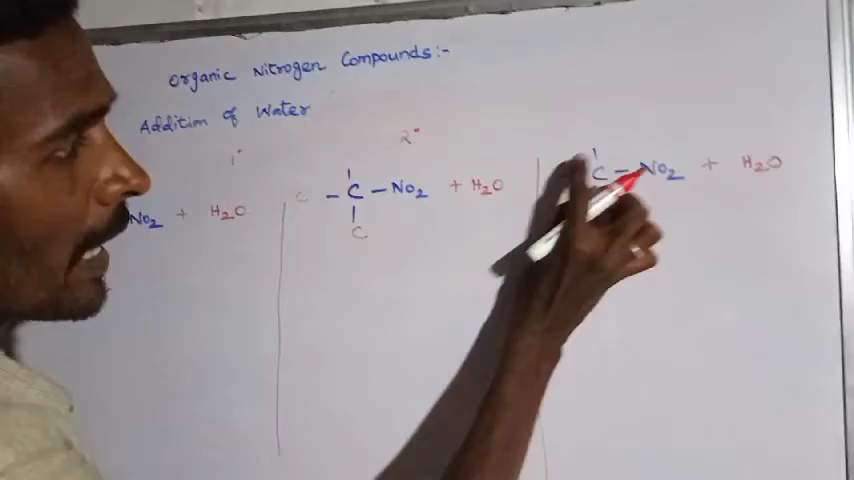 Organic Nitrogen Compounds:-
Addition of Water
1° 2°
NO2 + H2O C - C - NO2 + H2O C - NO2 + H2O
C